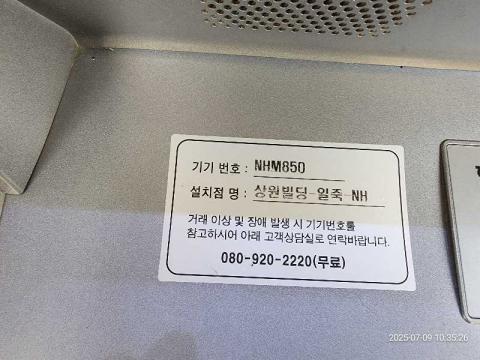 기기 번호 : NHM850
설치점 명 : 상원빌딩-일죽-NH
거래 이상 및 장애 발생 시 기기번호를
참고하시어 아래 고객상담실로 연락바랍니다.
080-920-2220(무료)
2025-07-09 10:35:26